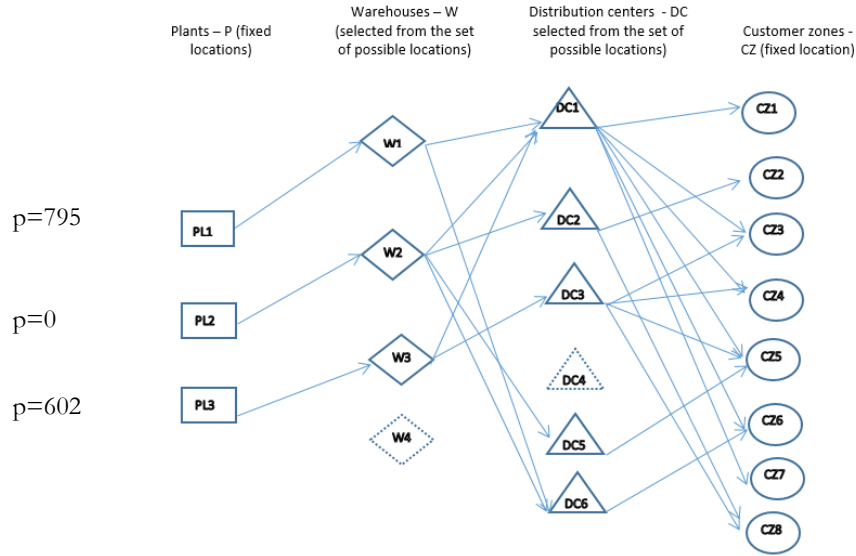 Plants – P (fixed
locations)
Warehouses – W
(selected from the set
of possible locations)
Distribution centers - DC
selected from the set of
possible locations)
Customer zones -
CZ (fixed location)
p=795
p=0
p=602
PL1
PL2
PL3
W1
W2
W3
W4
DC1
DC2
DC3
DC4
DC5
DC6
CZ1
CZ2
CZ3
CZ4
CZ5
CZ6
CZ7
CZ8